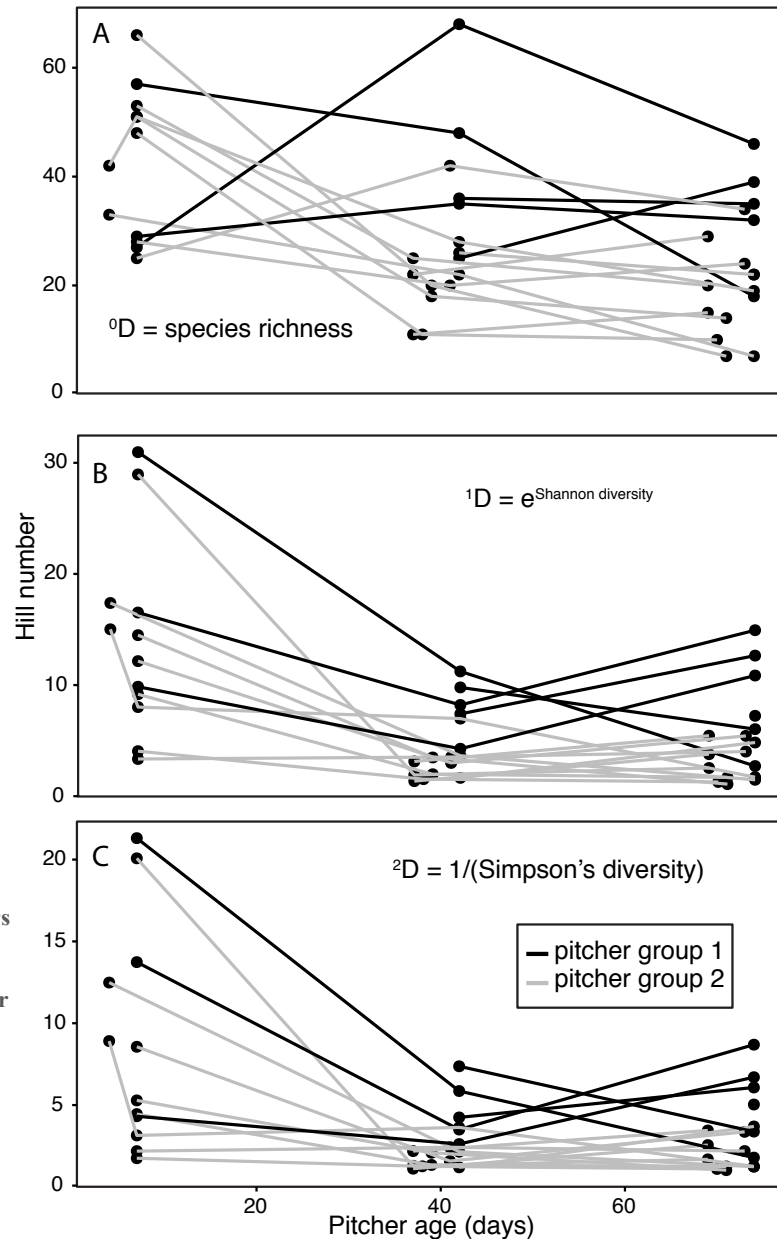 A
60
40
20
0
⁰D = species richness
B
30
20
10
0
¹D = e^Shannon diversity
Hill number
C
20
15
10
5
0
²D = 1/(Simpson's diversity)
pitcher group 1
pitcher group 2
rs
r
20
40
60
Pitcher age (days)